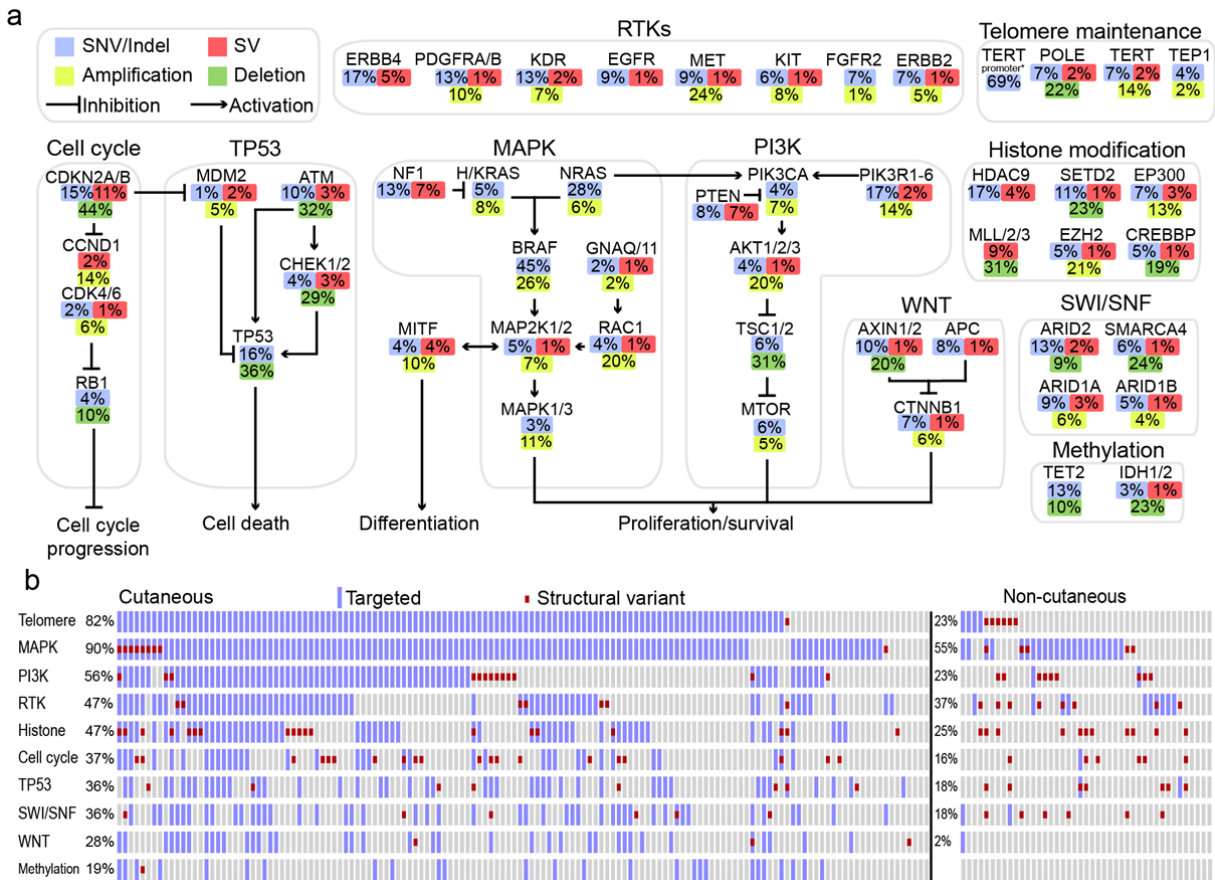 a
SNV/Indel SV
Amplification Deletion
Inhibition Activation
RTKs
ERBB4 PDGFRA/B KDR EGFR MET KIT FGFR2 ERBB2
17% 5% 13% 1% 13% 2% 9% 1% 9% 1% 6% 1% 7% 7% 1%
10% 7% 24% 8% 1% 5%
Telomere maintenance
TERT POLE TERT TEP1
promoter* 7% 2% 7% 2% 4%
69% 22% 14% 2%
Cell cycle
CDKN2A/B
15% 11%
44%
CCND1
2%
14%
CDK4/6
2% 1%
6%
RB1
4%
10%
Cell cycle
progression
TP53
MDM2 ATM
1% 2% 10% 3%
5% 32%
CHEK1/2
4% 3%
29%
TP53
16%
36%
Cell death
MAPK
NF1 H/KRAS NRAS
13% 7% 5% 28%
8% 6%
BRAF GNAQ/11
45% 2% 1%
26% 2%
MITF MAP2K1/2 RAC1
4% 4% 5% 1% 4% 1%
10% 7% 20%
MAPK1/3
3%
11%
Differentiation
PI3K
PIK3CA PIK3R1-6
4% 17% 2%
PTEN 7% 14%
8% 7%
AKT1/2/3
4% 1%
20%
TSC1/2
6%
31%
MTOR
6%
5%
Proliferation/survival
WNT
AXIN1/2 APC
10% 1% 8% 1%
20%
CTNNB1
7% 1%
6%
Histone modification
HDAC9 SETD2 EP300
17% 4% 11% 1% 7% 3%
23% 13%
MLL/2/3 EZH2 CREBBP
9% 5% 1% 5% 1%
31% 21% 19%
SWI/SNF
ARID2 SMARCA4
13% 2% 6% 1%
9% 24%
ARID1A ARID1B
9% 3% 5% 1%
6% 4%
Methylation
TET2 IDH1/2
13% 3% 1%
10% 23%
b
Cutaneous Targeted Structural variant Non-cutaneous
Telomere 82% 23%
MAPK 90% 55%
PI3K 56% 23%
RTK 47% 37%
Histone 47% 25%
Cell cycle 37% 16%
TP53 36% 18%
SWI/SNF 36% 18%
WNT 28% 2%
Methylation 19%